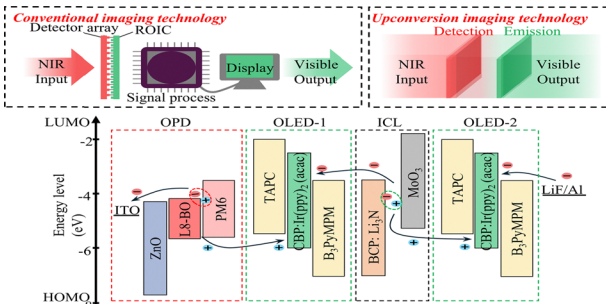 Conventional imaging technology
Detector array
ROIC
NIR
Input
Signal process
Display
Visible
Output
Upconversion imaging technology
Detection
Emission
NIR
Input
Visible
Output
LUMO
OPD
OLED-1
ICL
OLED-2
-2
-4
-6
Energy level
(eV)
HOMO
ITO
ZnO
L8-BO
PM6
TAPC
CBP:Ir(ppy)₂(acac)
B₃PyMPM
BCP: Li₃N
MoO₃
TAPC
CBP:Ir(ppy)₂(acac)
B₃PyMPM
LiF/Al